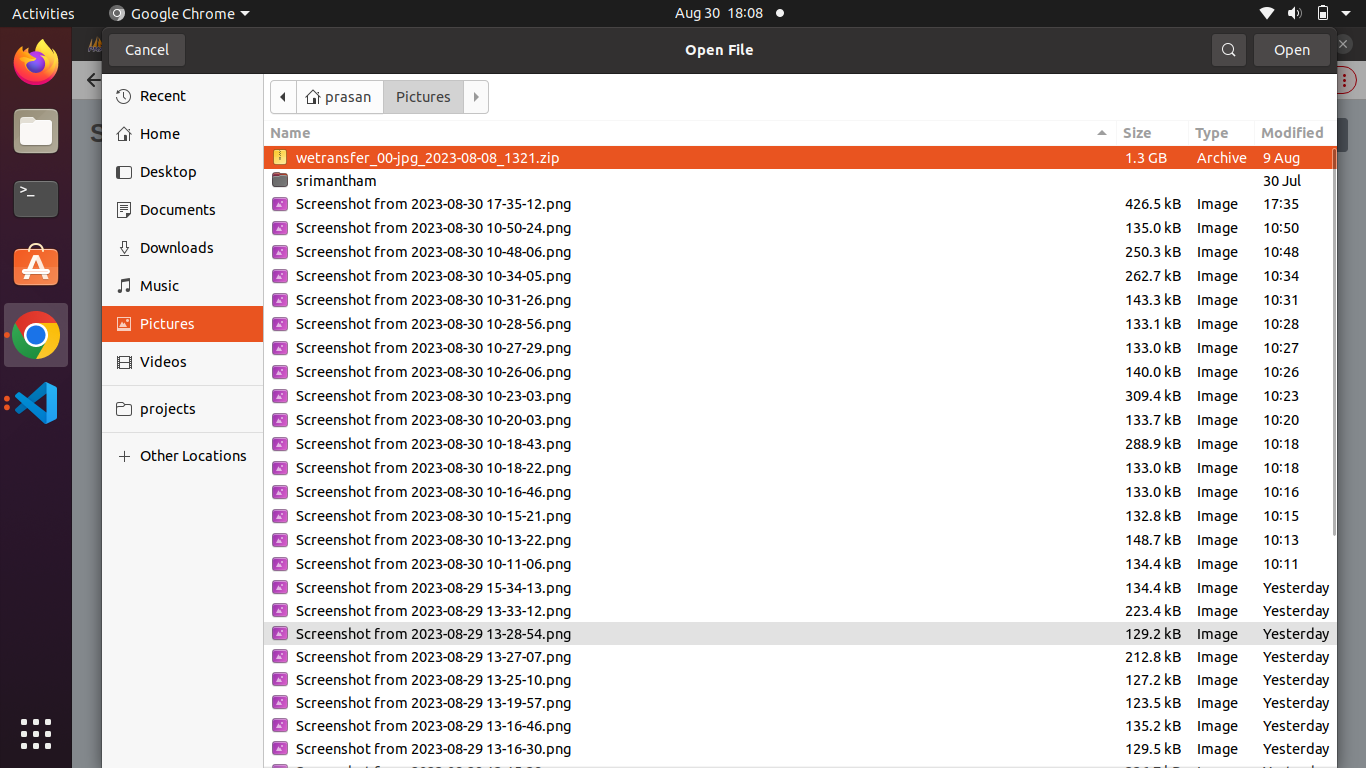 Activities Google Chrome Aug 30 18:08
Cancel Open File Open
Recent
Home
Desktop
Documents
Downloads
Music
Pictures
Videos
projects
Other Locations
prasan Pictures
Name Size Type Modified
wetransfer_00-jpg_2023-08-08_1321.zip 1.3 GB Archive 9 Aug
srimantham 30 Jul
Screenshot from 2023-08-30 17-35-12.png 426.5 kB Image 17:35
Screenshot from 2023-08-30 10-50-24.png 135.0 kB Image 10:50
Screenshot from 2023-08-30 10-48-06.png 250.3 kB Image 10:48
Screenshot from 2023-08-30 10-34-05.png 262.7 kB Image 10:34
Screenshot from 2023-08-30 10-31-26.png 143.3 kB Image 10:31
Screenshot from 2023-08-30 10-28-56.png 133.1 kB Image 10:28
Screenshot from 2023-08-30 10-27-29.png 133.0 kB Image 10:27
Screenshot from 2023-08-30 10-26-06.png 140.0 kB Image 10:26
Screenshot from 2023-08-30 10-23-03.png 309.4 kB Image 10:23
Screenshot from 2023-08-30 10-20-03.png 133.7 kB Image 10:20
Screenshot from 2023-08-30 10-18-43.png 288.9 kB Image 10:18
Screenshot from 2023-08-30 10-18-22.png 133.0 kB Image 10:18
Screenshot from 2023-08-30 10-16-46.png 133.0 kB Image 10:16
Screenshot from 2023-08-30 10-15-21.png 132.8 kB Image 10:15
Screenshot from 2023-08-30 10-13-22.png 148.7 kB Image 10:13
Screenshot from 2023-08-30 10-11-06.png 134.4 kB Image 10:11
Screenshot from 2023-08-29 15-34-13.png 134.4 kB Image Yesterday
Screenshot from 2023-08-29 13-33-12.png 223.4 kB Image Yesterday
Screenshot from 2023-08-29 13-28-54.png 129.2 kB Image Yesterday
Screenshot from 2023-08-29 13-27-07.png 212.8 kB Image Yesterday
Screenshot from 2023-08-29 13-25-10.png 127.2 kB Image Yesterday
Screenshot from 2023-08-29 13-19-57.png 123.5 kB Image Yesterday
Screenshot from 2023-08-29 13-16-46.png 135.2 kB Image Yesterday
Screenshot from 2023-08-29 13-16-30.png 129.5 kB Image Yesterday